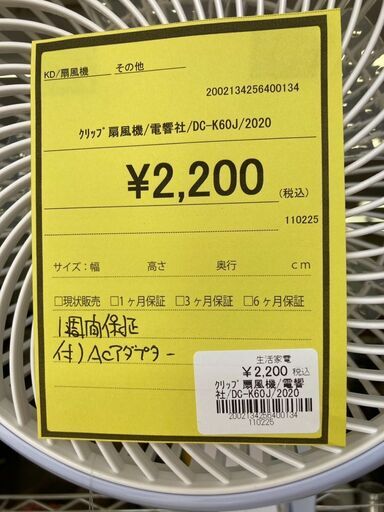 KD/扇風機 その他
2002134256400134
ｸﾘｯﾌﾟ扇風機/電響社/DC-K60J/2020
¥2,200(税込)
110225
サイズ：幅 高さ 奥行 ｃｍ
□現状販売 □1ヶ月保証 □3ヶ月保証 □6ヶ月保証
1週間保証
付)ACアダプター
生活家電
¥2,200 税込
ｸﾘｯﾌﾟ扇風機/電響
社/DC-K60J/2020
2002134256400134
110225